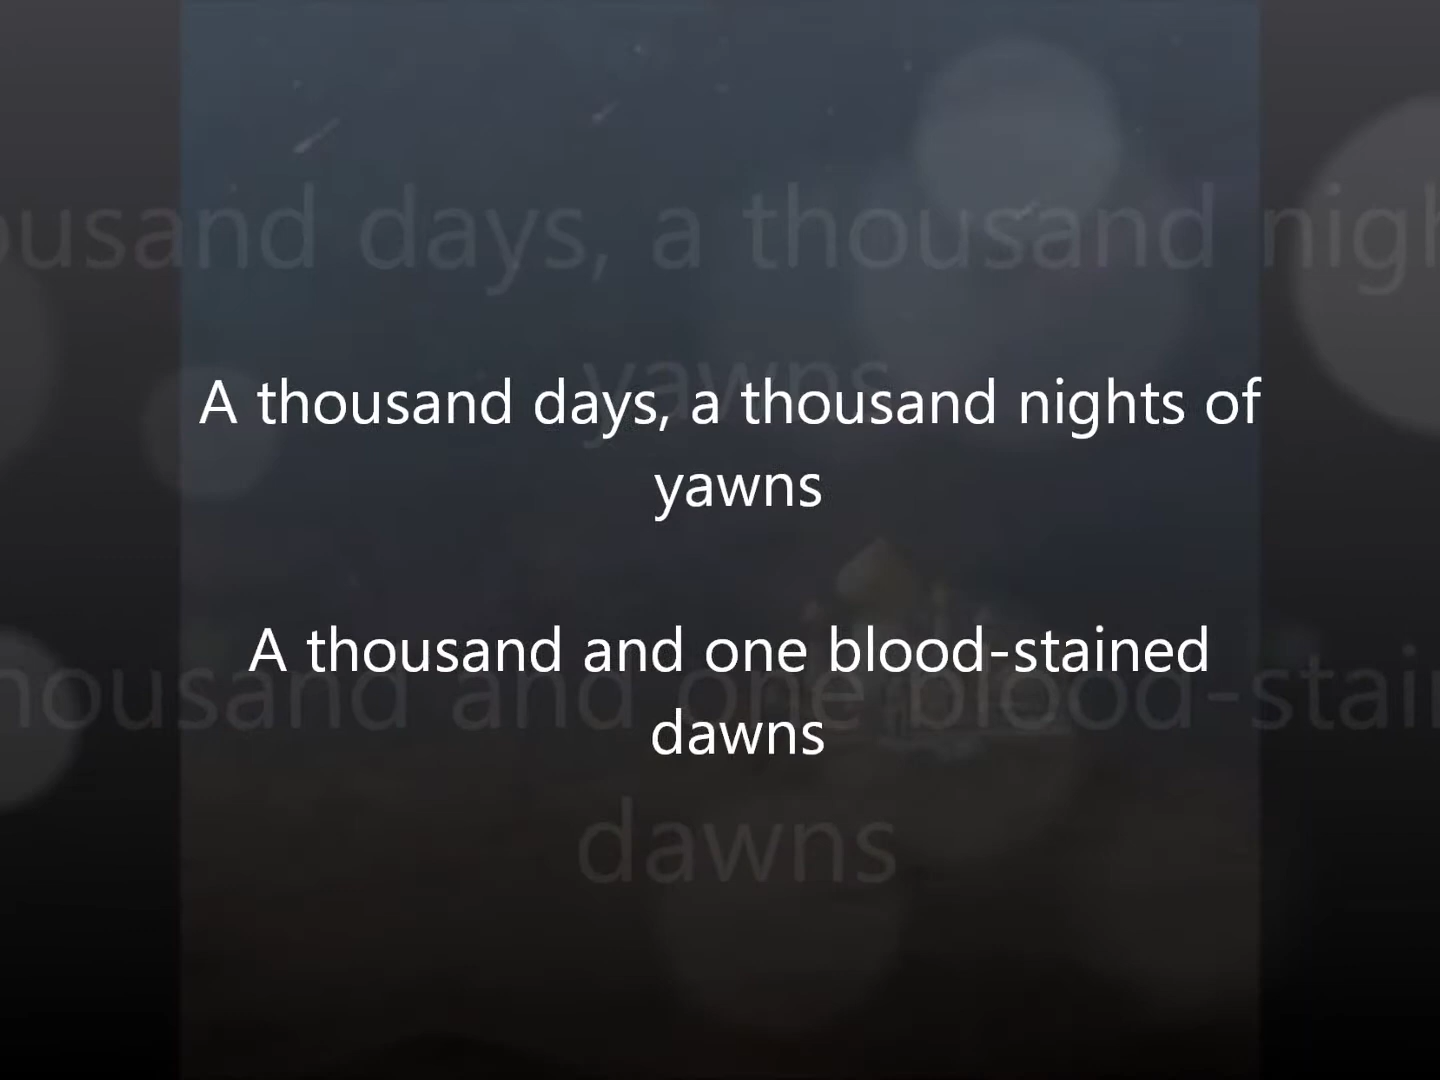 A thousand days, a thousand nights of
yawns
A thousand and one blood-stained
dawns